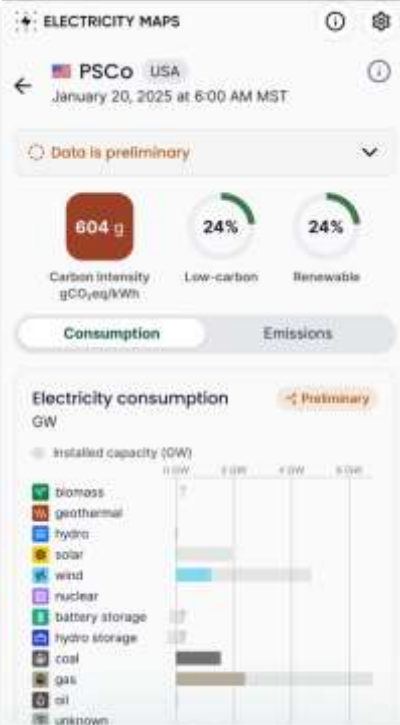 ELECTRICITY MAPS
PSCo USA
January 20, 2025 at 6:00 AM MST
Data is preliminary
604 g
24%
24%
Carbon Intensity
gCO₂eq/kWh
Low-carbon
Renewable
Consumption
Emissions
Electricity consumption
Preliminary
GW
Installed capacity (GW)
0 GW 2 GW 4 GW 6 GW
biomass ?
geothermal
hydro
solar
wind
nuclear
battery storage ?
hydro storage ?
coal
gas
oil
unknown